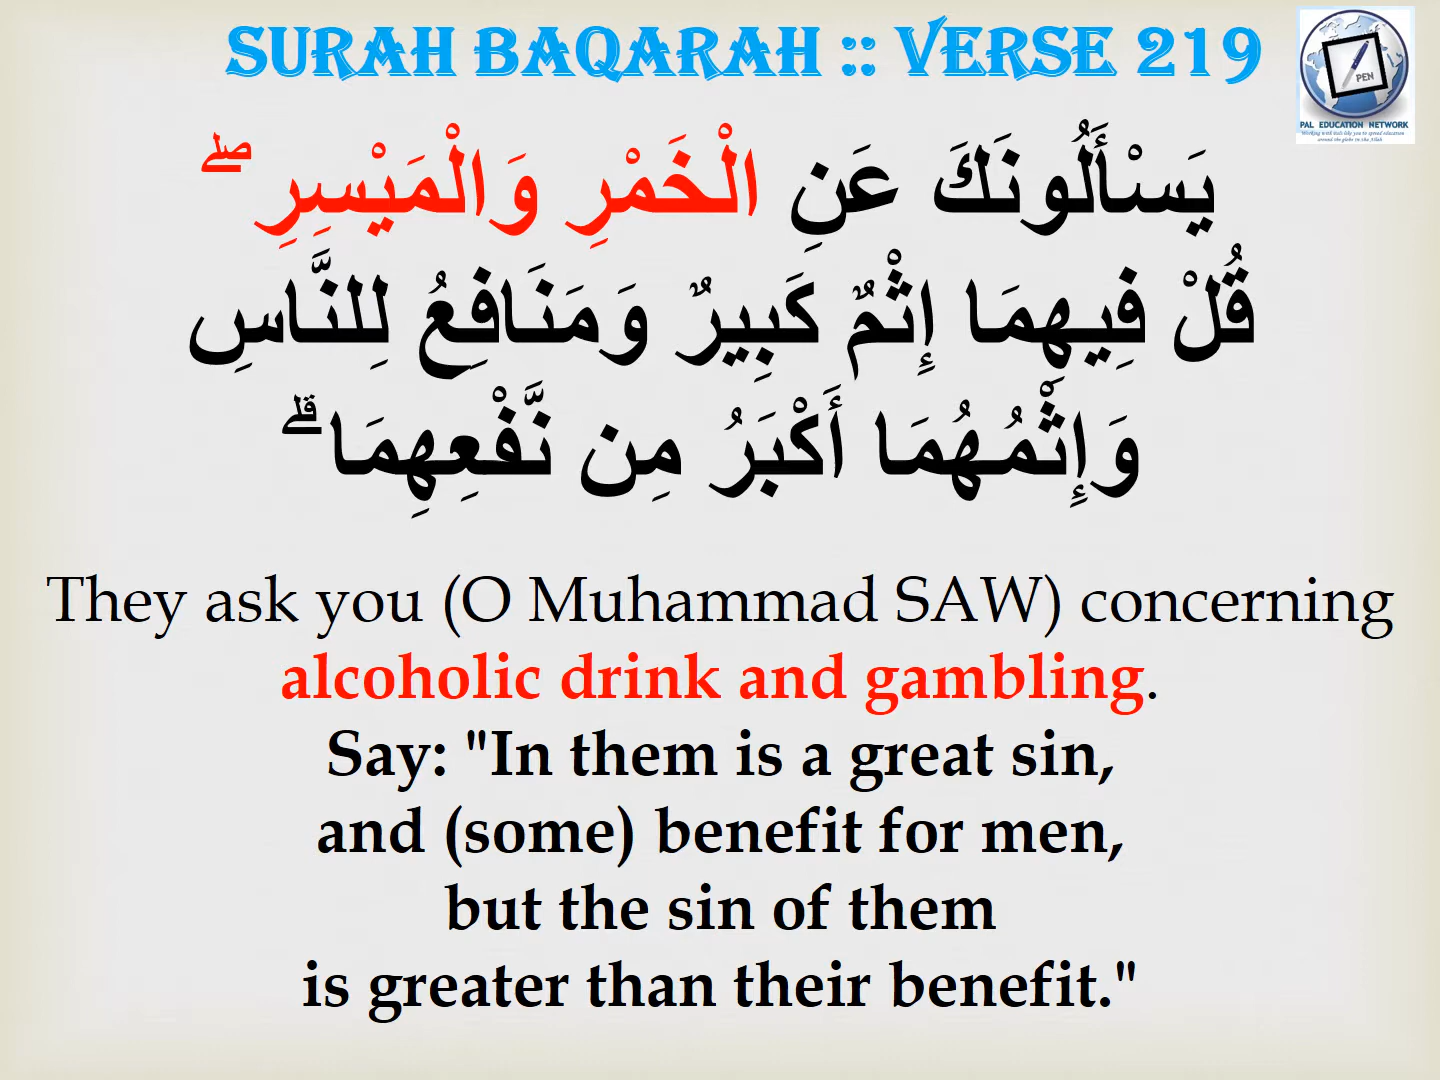 SURAH BAQARAH :: VERSE 219
PEN
PAL EDUCATION NETWORK
يَسْأَلُونَكَ عَنِ الْخَمْرِ وَالْمَيْسِرِ ۖ
قُلْ فِيهِمَا إِثْمٌ كَبِيرٌ وَمَنَافِعُ لِلنَّاسِ
وَإِثْمُهُمَا أَكْبَرُ مِن نَّفْعِهِمَا ۗ
They ask you (O Muhammad SAW) concerning
alcoholic drink and gambling.
Say: "In them is a great sin,
and (some) benefit for men,
but the sin of them
is greater than their benefit."